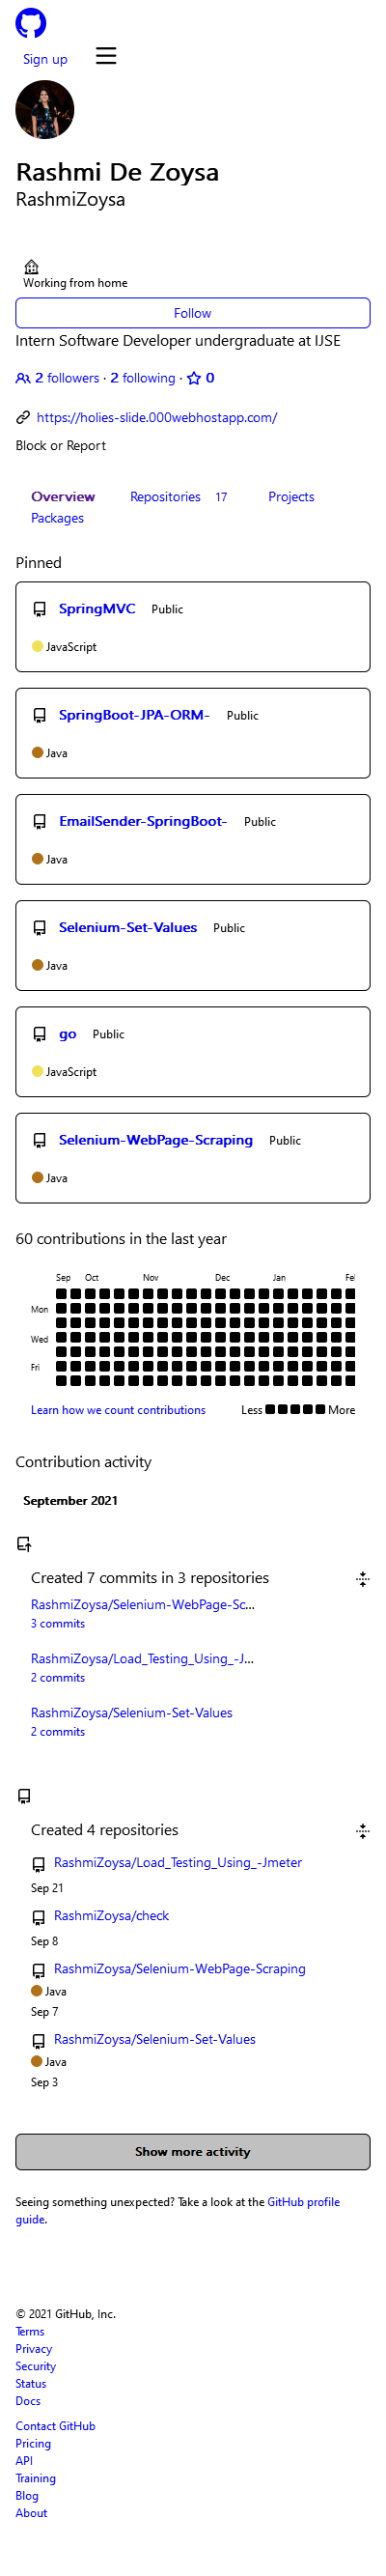 Sign up
Rashmi De Zoysa
RashmiZoysa
Working from home
Follow
Intern Software Developer undergraduate at IJSE
2 followers · 2 following · 0
https://holies-slide.000webhostapp.com/
Block or Report
Overview Repositories 17 Projects
Packages
Pinned
SpringMVC Public
JavaScript
SpringBoot-JPA-ORM- Public
Java
EmailSender-SpringBoot- Public
Java
Selenium-Set-Values Public
Java
go Public
JavaScript
Selenium-WebPage-Scraping Public
Java
60 contributions in the last year
Sep Oct Nov Dec Jan
Mon
Wed
Fri
Learn how we count contributions Less More
Contribution activity
September 2021
Created 7 commits in 3 repositories
RashmiZoysa/Selenium-WebPage-Sc...
3 commits
RashmiZoysa/Load_Testing_Using_-J...
2 commits
RashmiZoysa/Selenium-Set-Values
2 commits
Created 4 repositories
RashmiZoysa/Load_Testing_Using_-Jmeter
Sep 21
RashmiZoysa/check
Sep 8
RashmiZoysa/Selenium-WebPage-Scraping
Java
Sep 7
RashmiZoysa/Selenium-Set-Values
Java
Sep 3
Show more activity
Seeing something unexpected? Take a look at the GitHub profile
guide.
© 2021 GitHub, Inc.
Terms
Privacy
Security
Status
Docs
Contact GitHub
Pricing
API
Training
Blog
About